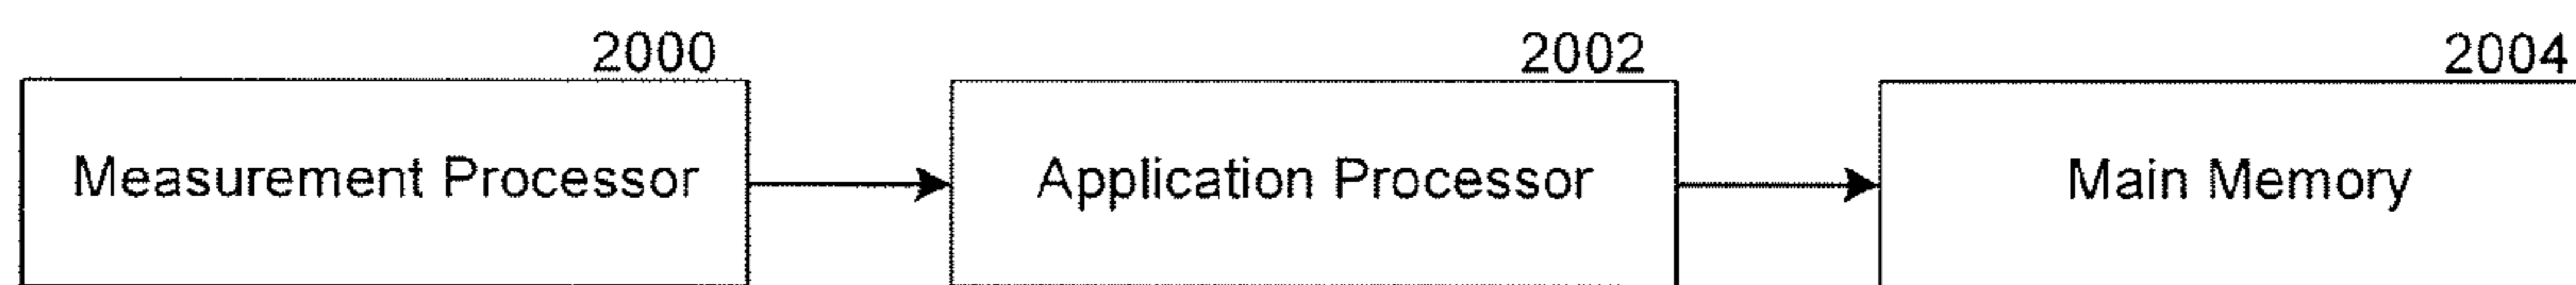 2000 2002 2004
Measurement Processor Application Processor Main Memory